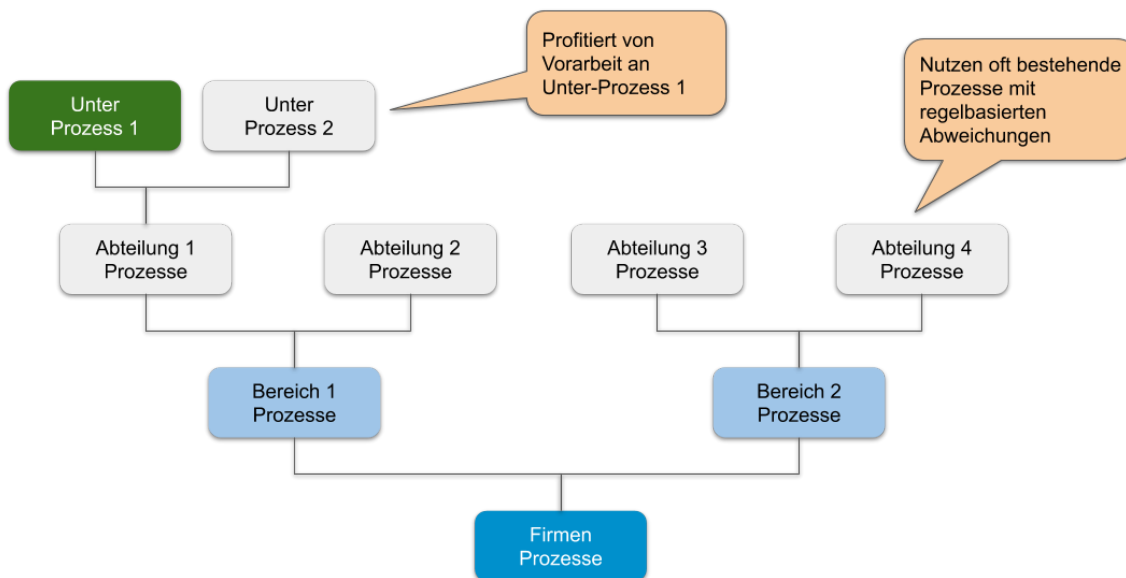 Profitiert von
Vorarbeit an
Unter-Prozess 1
Nutzen oft bestehende
Prozesse mit
regelbasierten
Abweichungen
Unter
Prozess 1
Unter
Prozess 2
Abteilung 1
Prozesse
Abteilung 2
Prozesse
Abteilung 3
Prozesse
Abteilung 4
Prozesse
Bereich 1
Prozesse
Bereich 2
Prozesse
Firmen
Prozesse